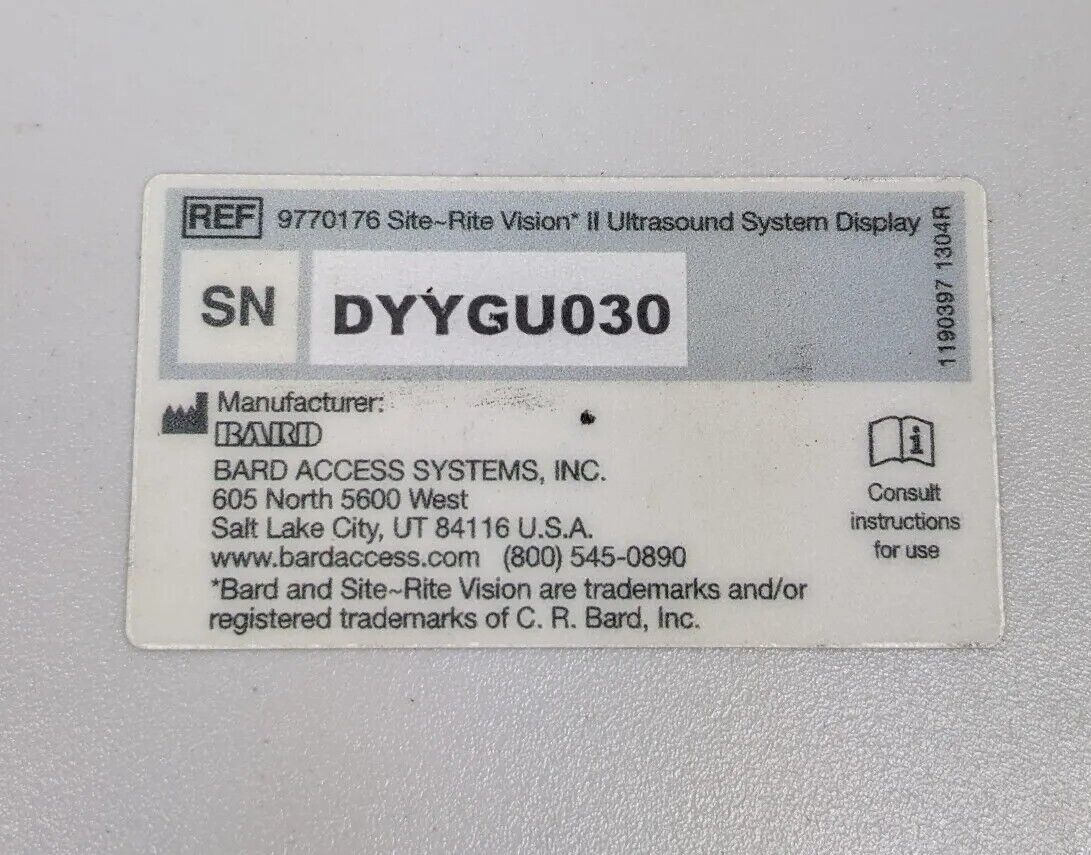 REF 9770176 Site~Rite Vision* II Ultrasound System Display
SN DYYGU030
1190397 1304R
Manufacturer:
BARD
BARD ACCESS SYSTEMS, INC.
605 North 5600 West
Salt Lake City, UT 84116 U.S.A.
www.bardaccess.com (800) 545-0890
*Bard and Site~Rite Vision are trademarks and/or
registered trademarks of C. R. Bard, Inc.
i
Consult
instructions
for use